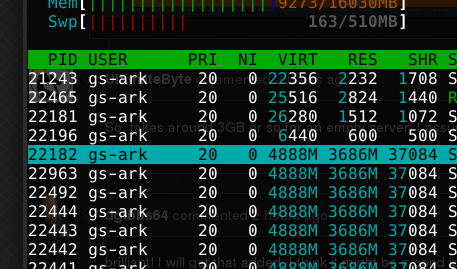 Mem[ 9273/16030MB]
Swp[ 163/510MB]
PID USER PRI NI VIRT RES SHR S
21243 gs-ark 20 0 22356 2232 1708 S
22465 gs-ark 20 0 25516 2824 1440 R
22181 gs-ark 20 0 26280 1512 1072 S
22196 gs-ark 20 0 6440 600 500 S
22182 gs-ark 20 0 4888M 3686M 37084 S
22963 gs-ark 20 0 4888M 3686M 37084 S
22492 gs-ark 20 0 4888M 3686M 37084 S
22444 gs-ark 20 0 4888M 3686M 37084 S
22443 gs-ark 20 0 4888M 3686M 37084 S
22442 gs-ark 20 0 4888M 3686M 37084 S
22441 gs-ark 20 0 4888M 3686M 37084 S